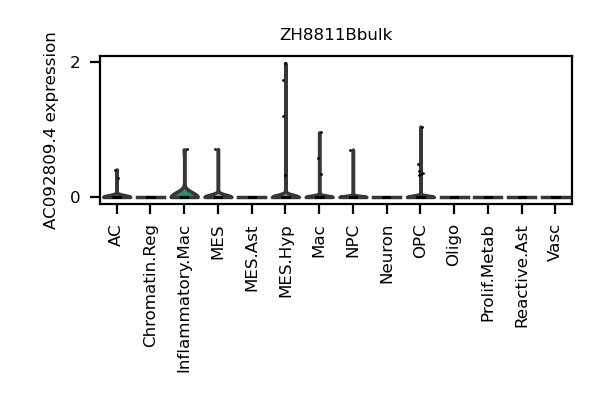 ZH8811Bbulk
AC092809.4 expression
2
0
AC
Chromatin.Reg
Inflammatory.Mac
MES
MES.Ast
MES.Hyp
Mac
NPC
Neuron
OPC
Oligo
Prolif.Metab
Reactive.Ast
Vasc